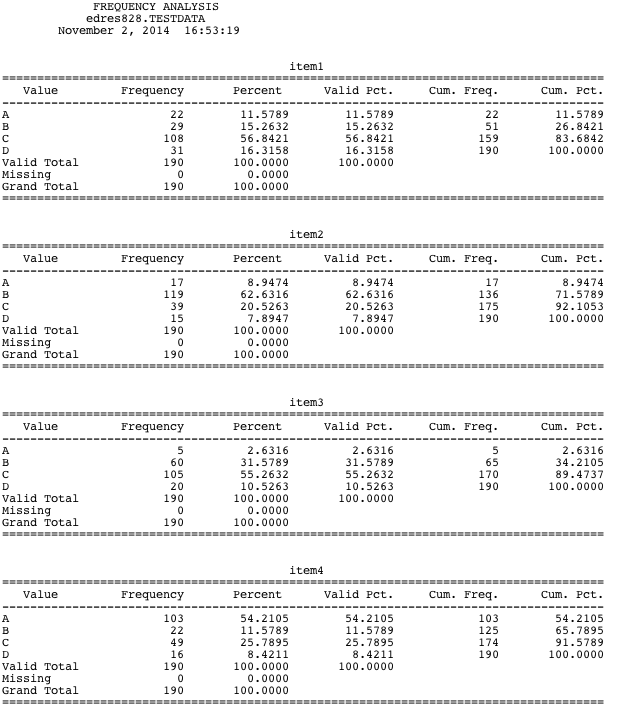 FREQUENCY ANALYSIS
edres828.TESTDATA
November 2, 2014  16:53:19
item1
Value Frequency Percent Valid Pct. Cum. Freq. Cum. Pct.
A 22 11.5789 11.5789 22 11.5789
B 29 15.2632 15.2632 51 26.8421
C 108 56.8421 56.8421 159 83.6842
D 31 16.3158 16.3158 190 100.0000
Valid Total 190 100.0000 100.0000
Missing 0 0.0000
Grand Total 190 100.0000
item2
Value Frequency Percent Valid Pct. Cum. Freq. Cum. Pct.
A 17 8.9474 8.9474 17 8.9474
B 119 62.6316 62.6316 136 71.5789
C 39 20.5263 20.5263 175 92.1053
D 15 7.8947 7.8947 190 100.0000
Valid Total 190 100.0000 100.0000
Missing 0 0.0000
Grand Total 190 100.0000
item3
Value Frequency Percent Valid Pct. Cum. Freq. Cum. Pct.
A 5 2.6316 2.6316 5 2.6316
B 60 31.5789 31.5789 65 34.2105
C 105 55.2632 55.2632 170 89.4737
D 20 10.5263 10.5263 190 100.0000
Valid Total 190 100.0000 100.0000
Missing 0 0.0000
Grand Total 190 100.0000
item4
Value Frequency Percent Valid Pct. Cum. Freq. Cum. Pct.
A 103 54.2105 54.2105 103 54.2105
B 22 11.5789 11.5789 125 65.7895
C 49 25.7895 25.7895 174 91.5789
D 16 8.4211 8.4211 190 100.0000
Valid Total 190 100.0000 100.0000
Missing 0 0.0000
Grand Total 190 100.0000